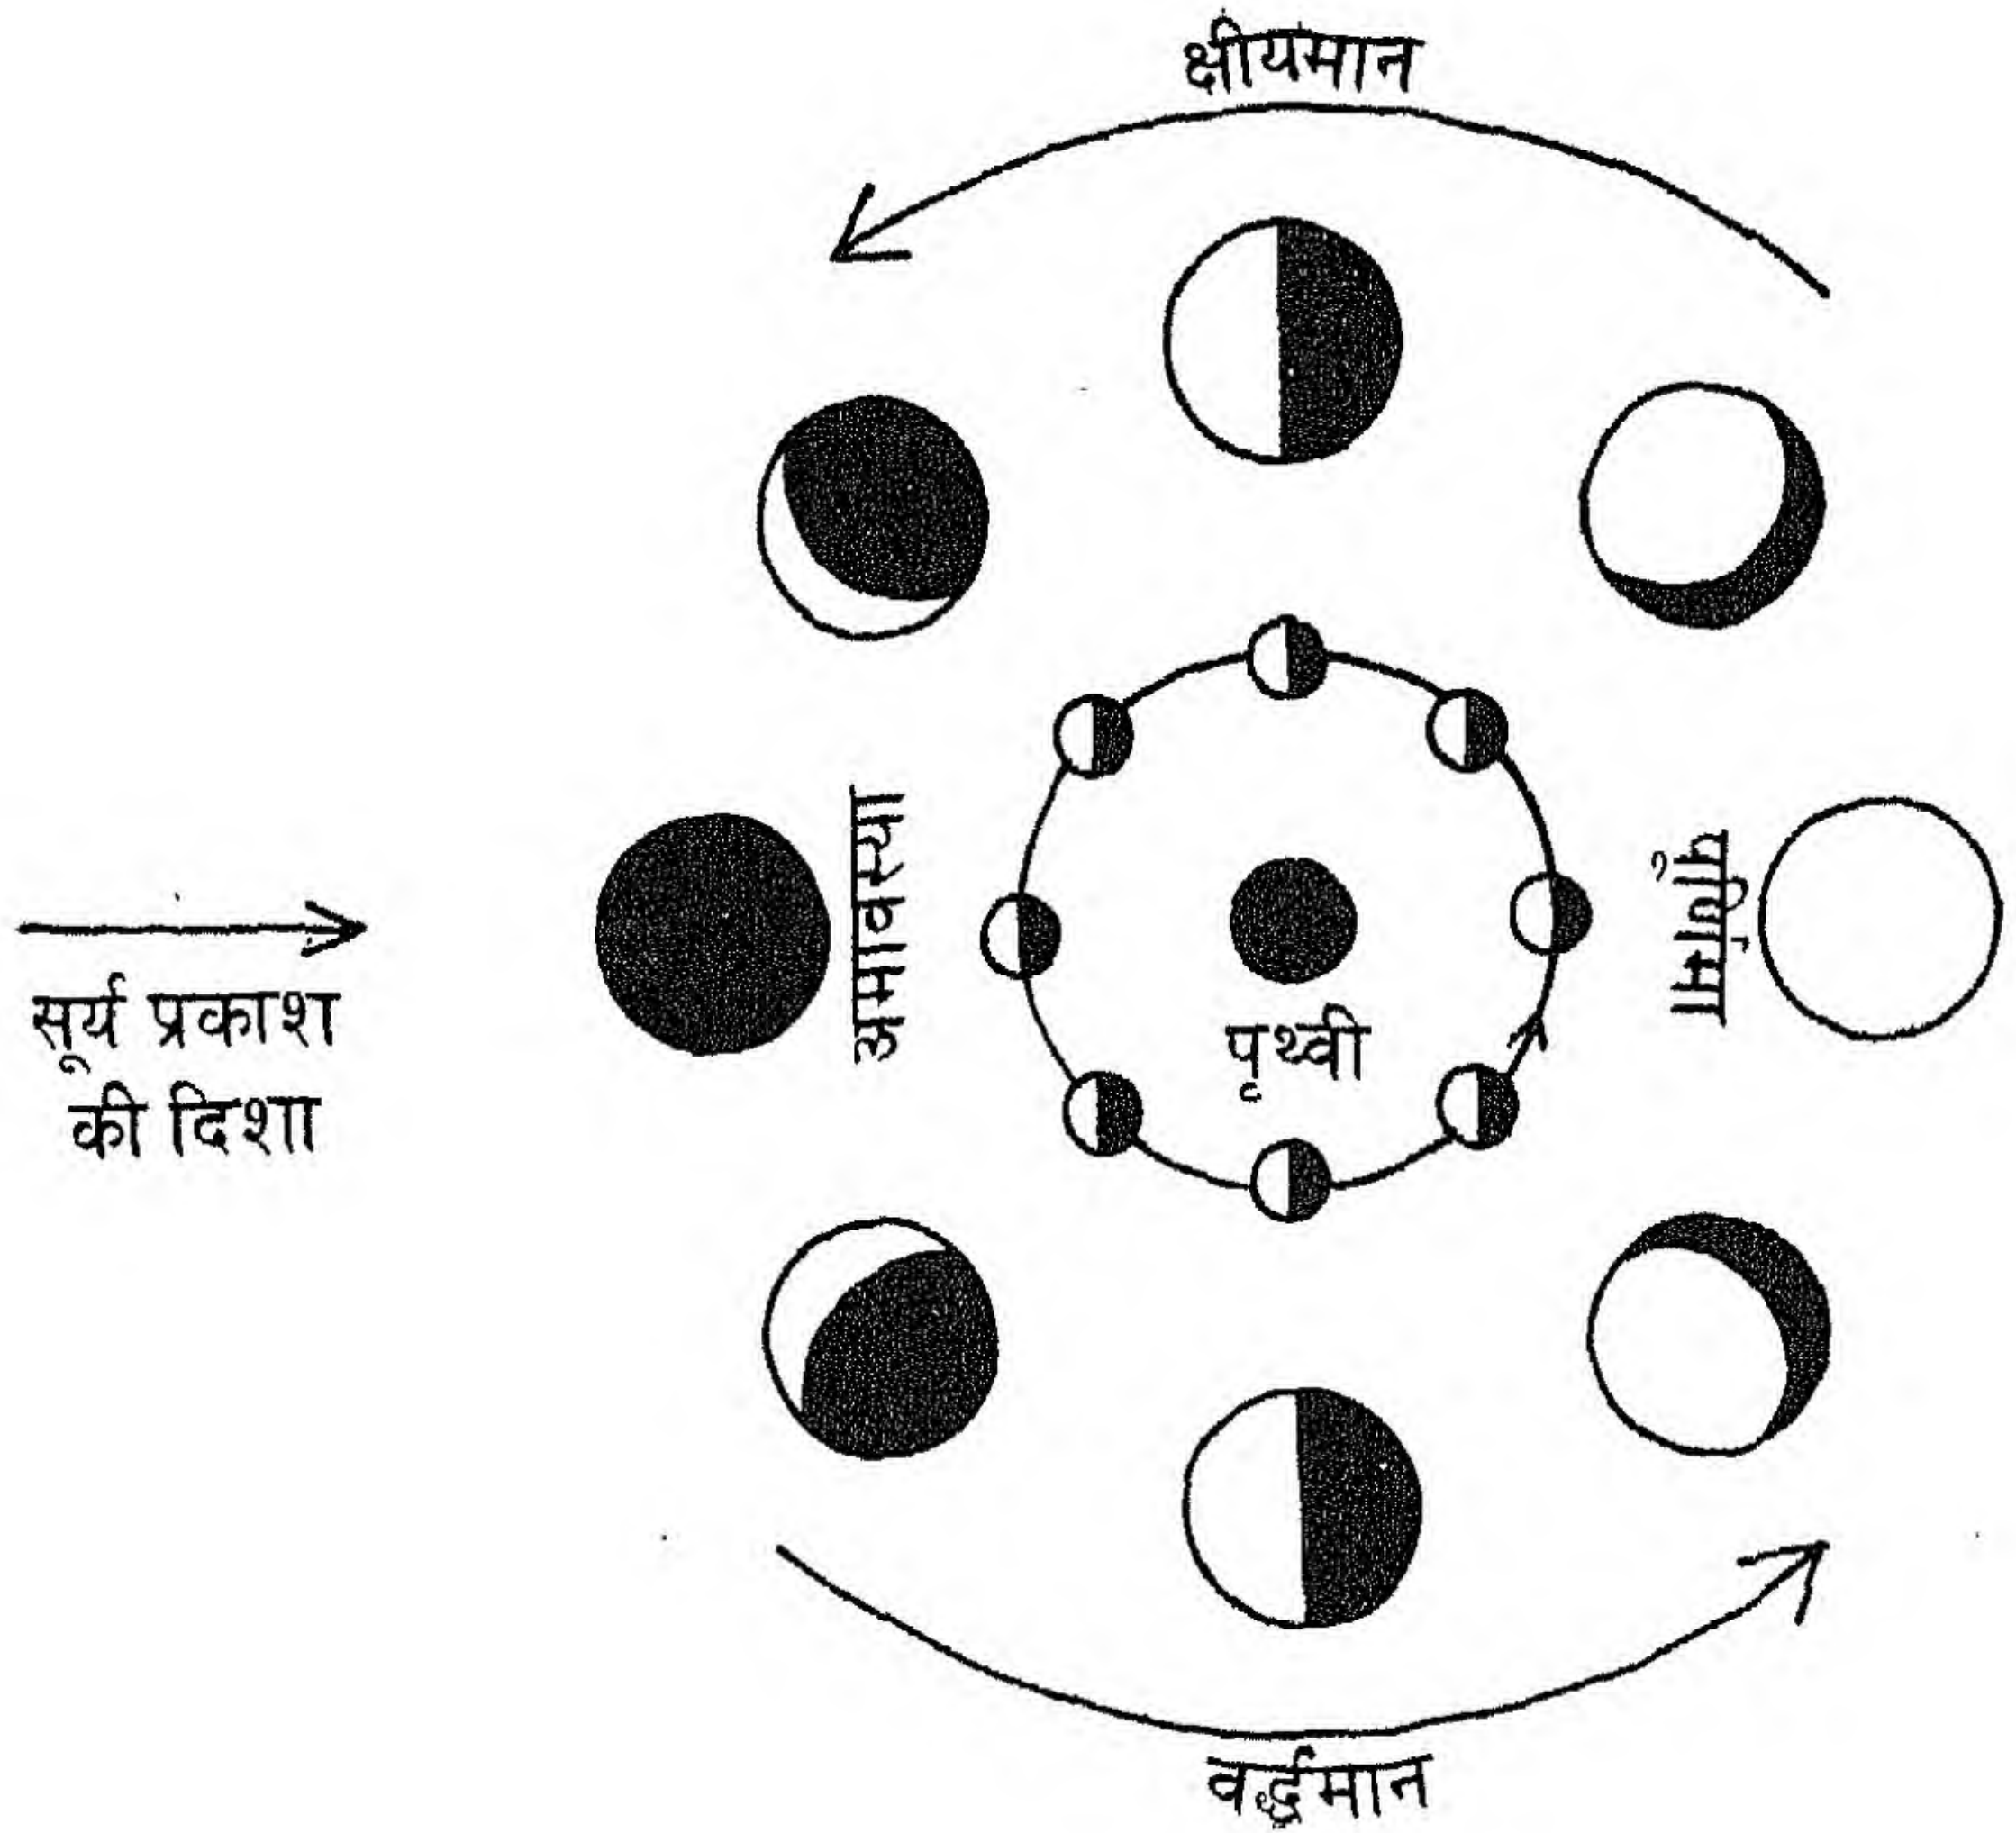 क्षीयमान
अमावस्या
पूर्णिमा
सूर्य प्रकाश
की दिशा
पृथ्वी
वर्द्धमान